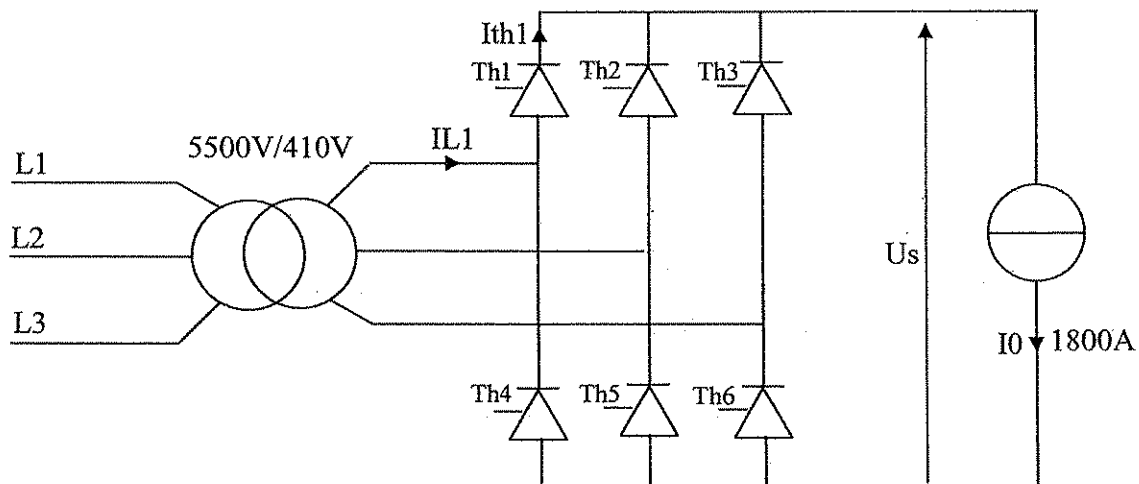 Ith1
Th1
Th2
Th3
5500V/410V
IL1
L1
L2
L3
Us
I0
1800A
Th4
Th5
Th6